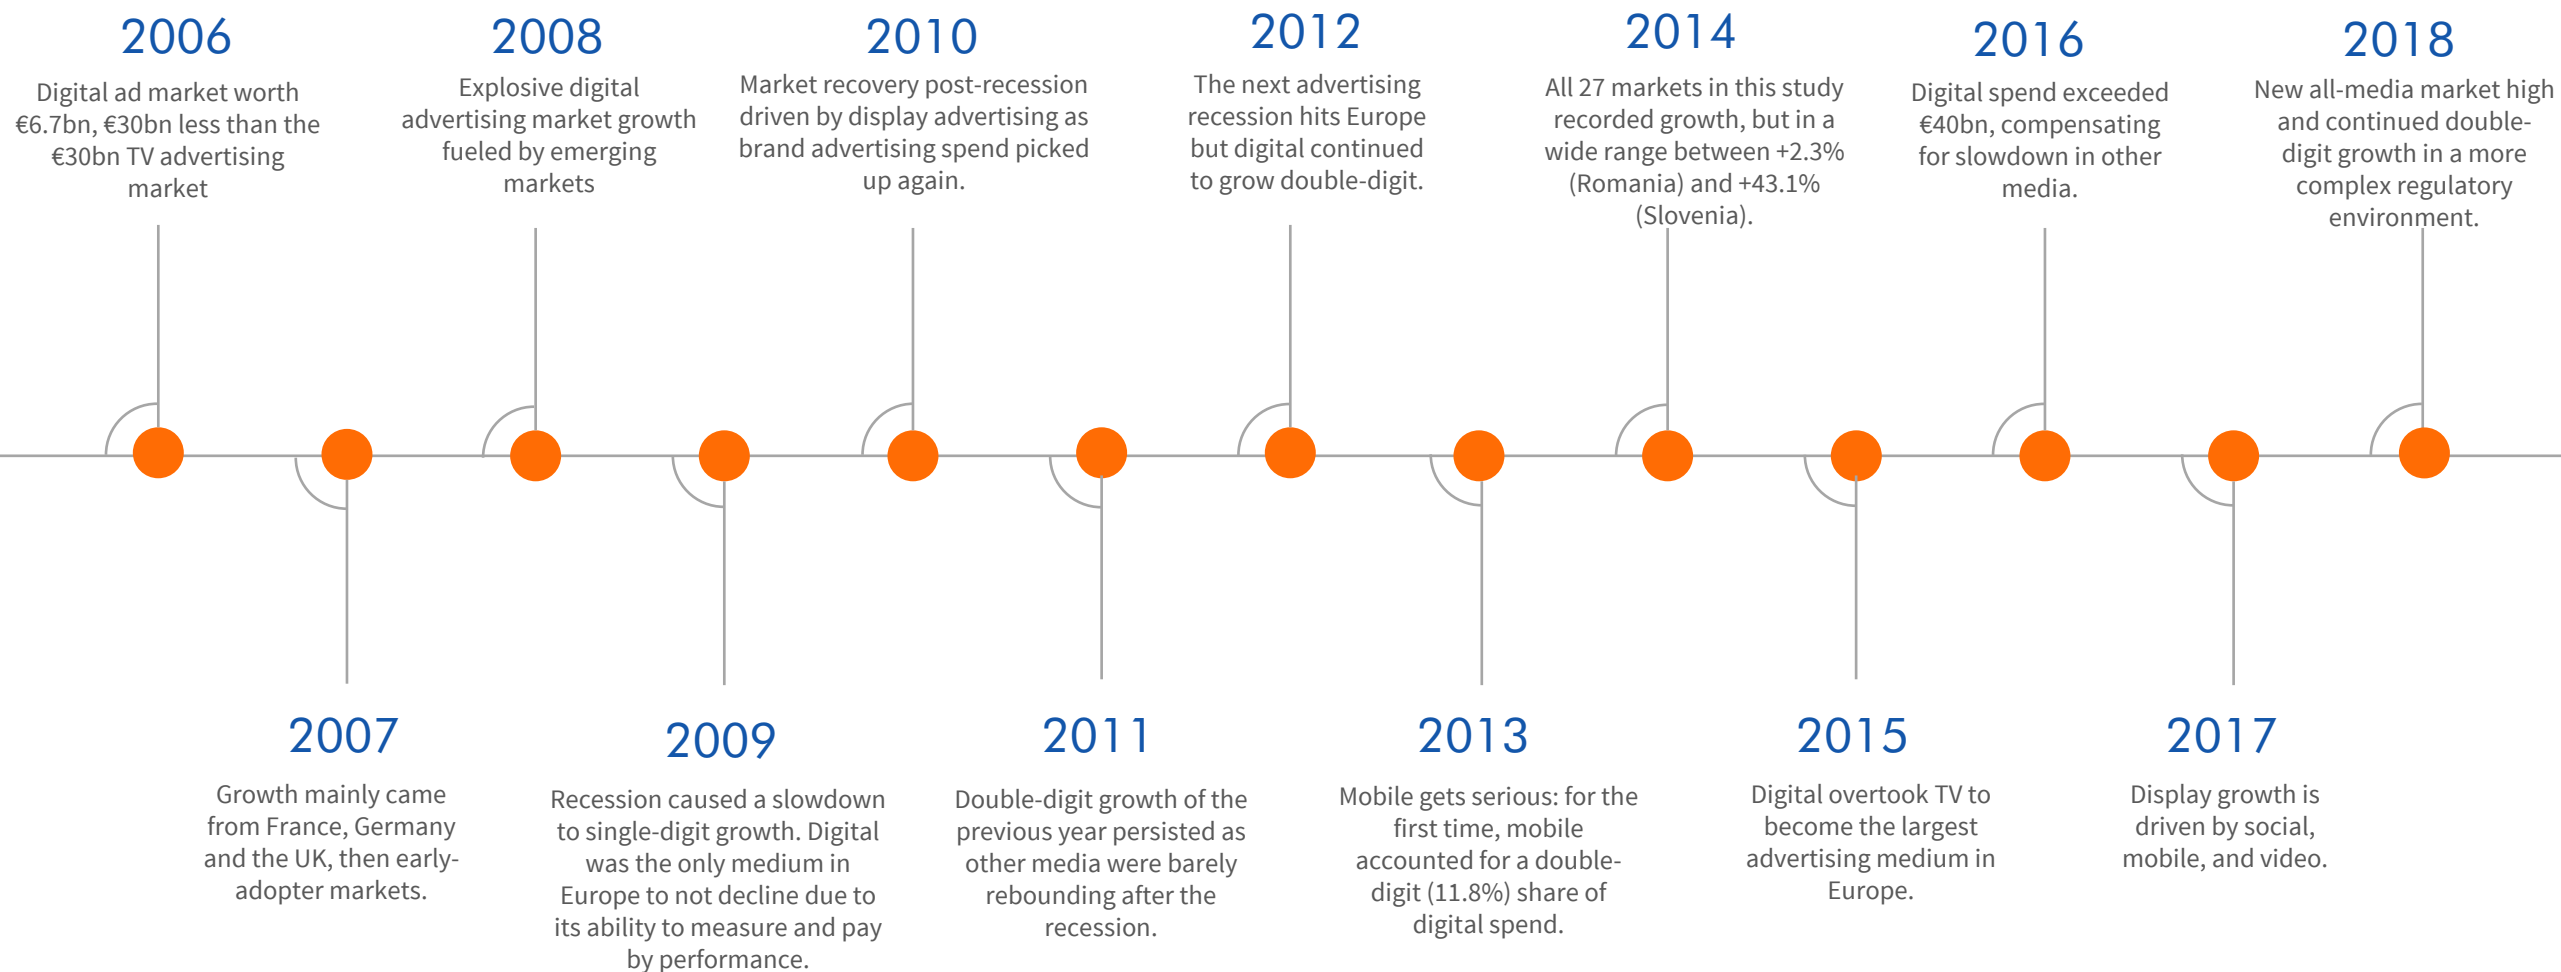 2006
Digital ad market worth
€6.7bn, €30bn less than the
€30bn TV advertising
market
2008
Explosive digital
advertising market growth
fueled by emerging
markets
2010
Market recovery post-recession
driven by display advertising as
brand advertising spend picked
up again.
2012
The next advertising
recession hits Europe
but digital continued
to grow double-digit.
2014
All 27 markets in this study
recorded growth, but in a
wide range between +2.3%
(Romania) and +43.1%
(Slovenia).
2016
Digital spend exceeded
€40bn, compensating
for slowdown in other
media.
2018
New all-media market high
and continued double-
digit growth in a more
complex regulatory
environment.
2007
Growth mainly came
from France, Germany
and the UK, then early-
adopter markets.
2009
Recession caused a slowdown
to single-digit growth. Digital
was the only medium in
Europe to not decline due to
its ability to measure and pay
by performance.
2011
Double-digit growth of the
previous year persisted as
other media were barely
rebounding after the
recession.
2013
Mobile gets serious: for the
first time, mobile
accounted for a double-
digit (11.8%) share of
digital spend.
2015
Digital overtook TV to
become the largest
advertising medium in
Europe.
2017
Display growth is
driven by social,
mobile, and video.